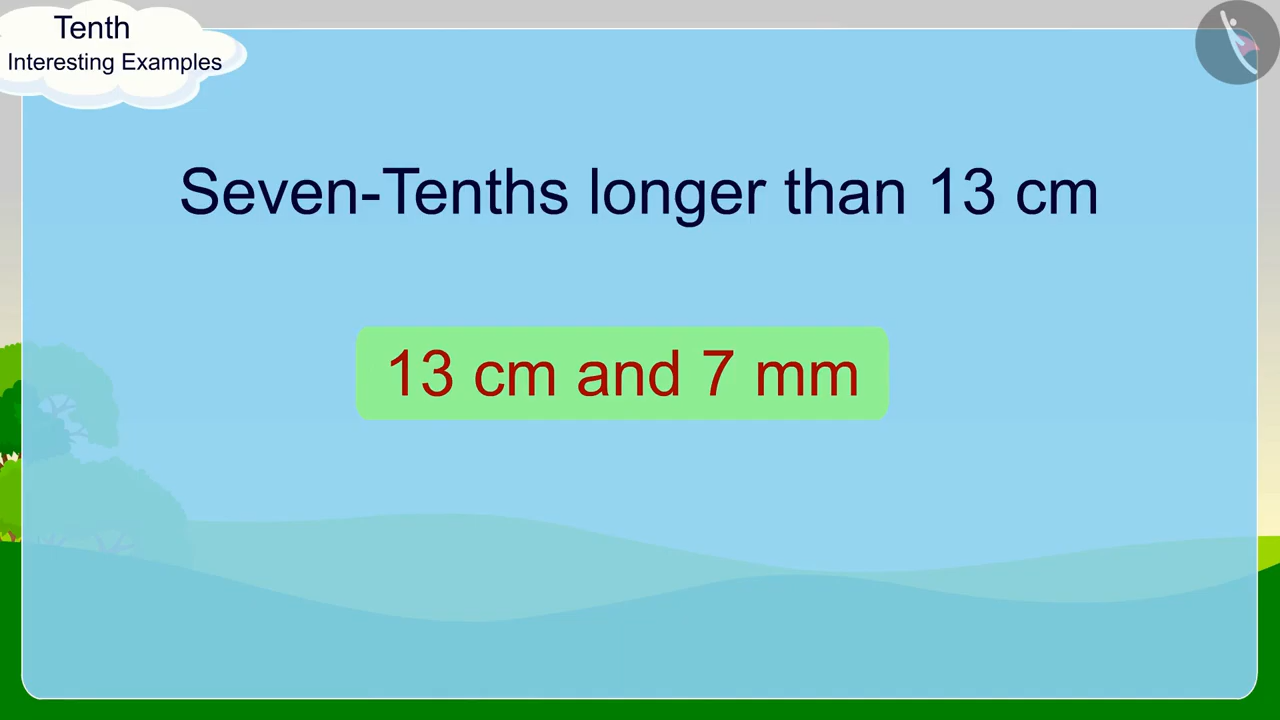 Tenth
Interesting Examples
Seven-Tenths longer than 13 cm
13 cm and 7 mm